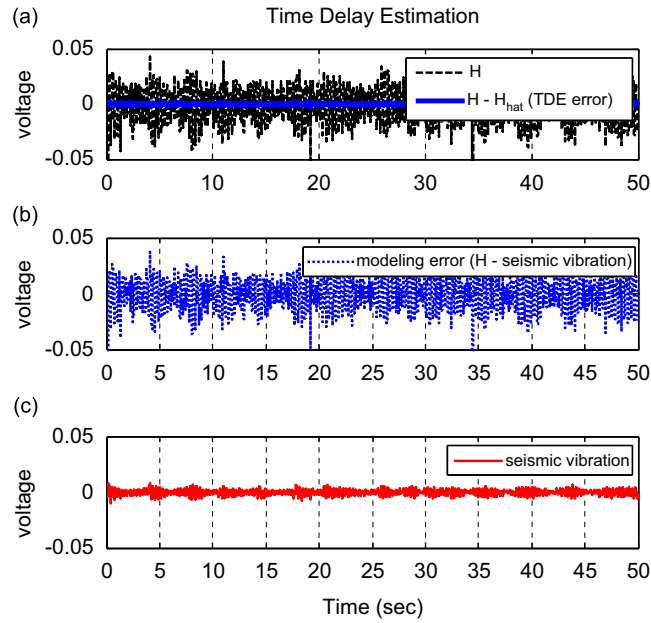 (a)
Time Delay Estimation
voltage
0.05
0
-0.05
H
H - H_hat (TDE error)
0 10 20 30 40 50
(b)
voltage
0.05
0
-0.05
modeling error (H - seismic vibration)
0 5 10 15 20 25 30 35 40 45 50
(c)
voltage
0.05
0
-0.05
seismic vibration
0 5 10 15 20 25 30 35 40 45 50
Time (sec)